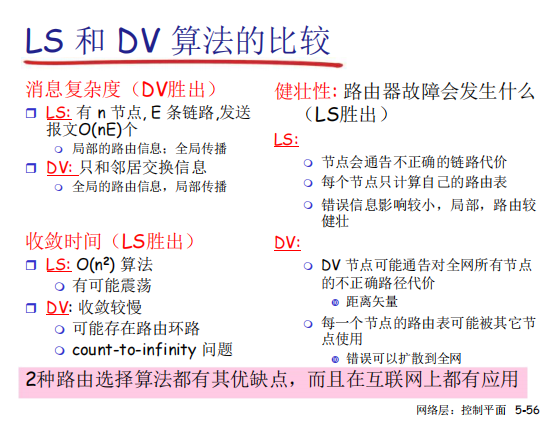 LS 和 DV 算法的比较
消息复杂度（DV胜出）
LS: 有 n 节点, E 条链路,发送
报文O(nE)个
局部的路由信息；全局传播
DV: 只和邻居交换信息
全局的路由信息，局部传播
收敛时间（LS胜出）
LS: O(n²) 算法
有可能震荡
DV: 收敛较慢
可能存在路由环路
count-to-infinity 问题
健壮性: 路由器故障会发生什么
（LS胜出）
LS:
节点会通告不正确的链路代价
每个节点只计算自己的路由表
错误信息影响较小，局部，路由较
健壮
DV:
DV 节点可能通告对全网所有节点
的不正确路径代价
距离矢量
每一个节点的路由表可能被其它节
点使用
错误可以扩散到全网
2种路由选择算法都有其优缺点，而且在互联网上都有应用
网络层：控制平面 5-56